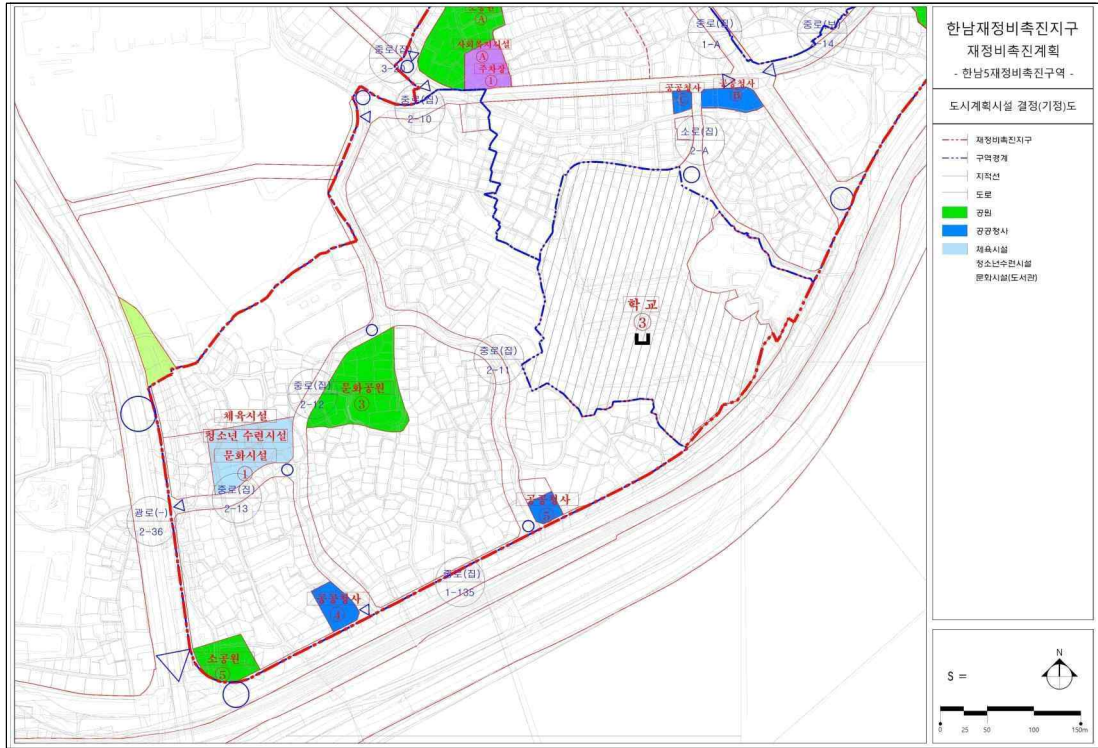 한남재정비촉진지구
재정비촉진계획
- 한남5재정비촉진구역 -
도시계획시설 결정(기정)도
재정비촉진지구
구역경계
지적선
도로
공원
공공청사
체육시설
청소년수련시설
문화시설(도서관)
S =
N
0 25 50 100 150m
Ⓐ
사회복지시설
Ⓐ
주차장
①
중로(집)
중로(집)
2-10
중로(집)
1-A
중로(보)
공공청사
공공청사
소로(집)
2-A
학교
③
중로(집)
2-11
중로(집)
2-12
문화공원
③
체육시설
청소년 수련시설
문화시설
①
중로(집)
2-13
광로(-)
2-36
공공청사
중로(집)
1-135
공공청사
④
소공원
⑤